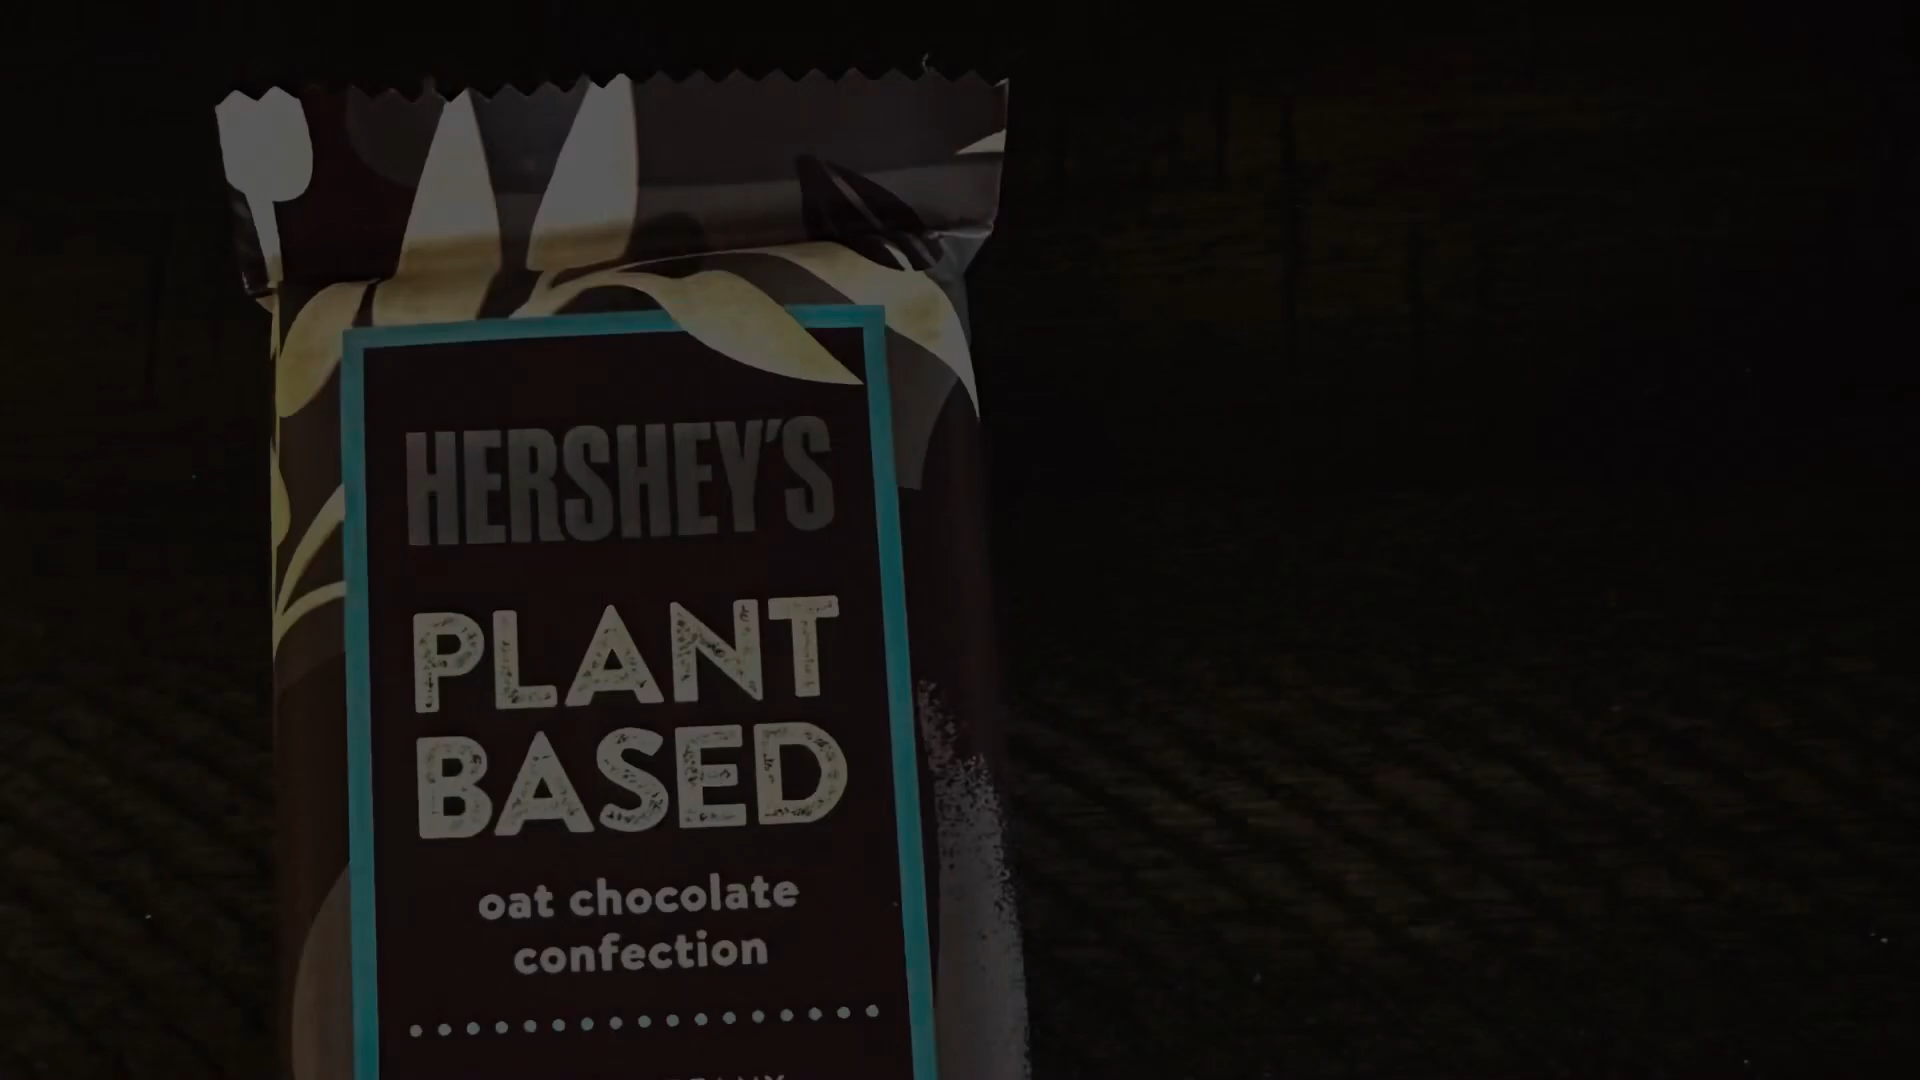 HERSHEY'S
PLANT
BASED
oat chocolate
confection